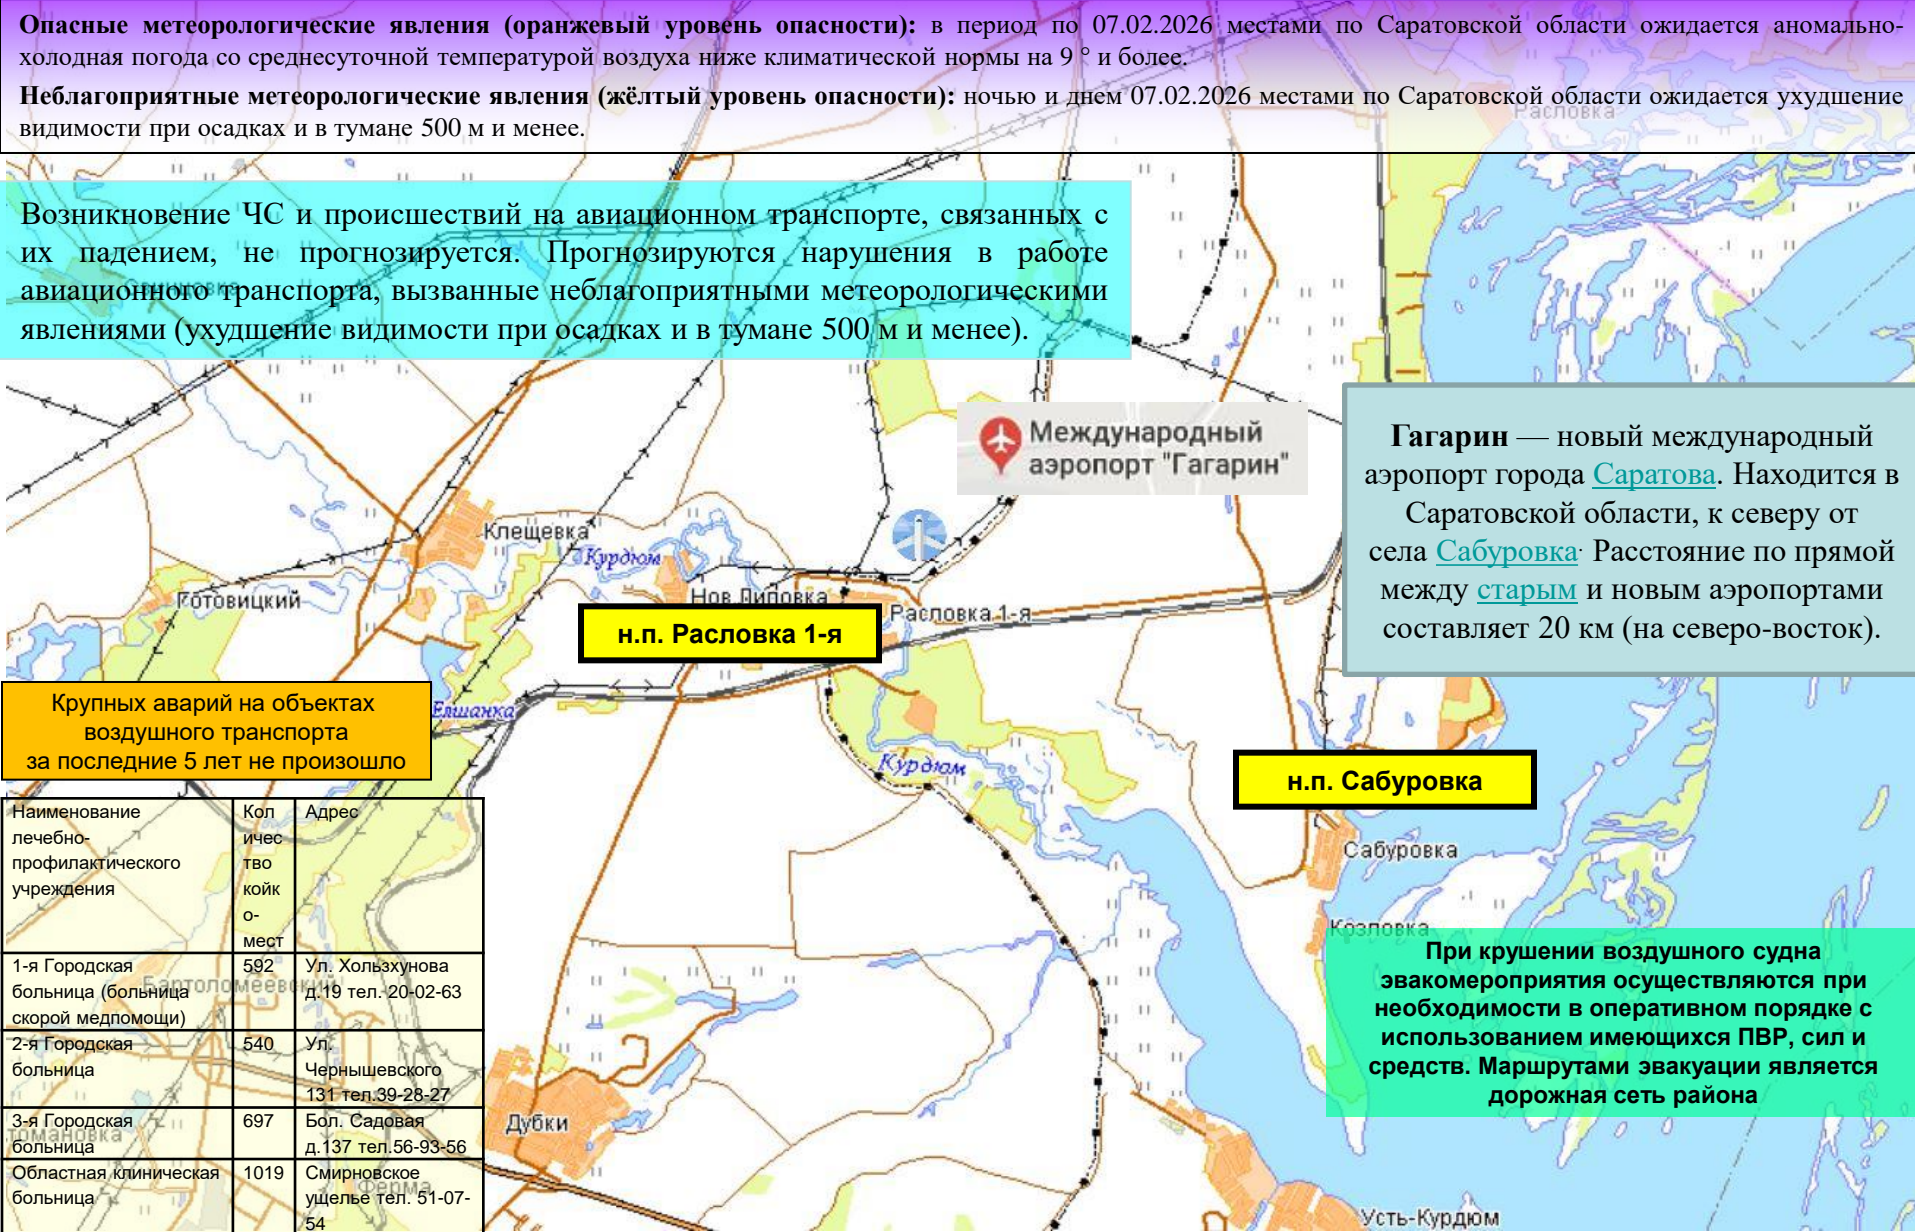 Опасные метеорологические явления (оранжевый уровень опасности): в период по 07.02.2026 местами по Саратовской области ожидается аномально-
холодная погода со среднесуточной температурой воздуха ниже климатической нормы на 9 ° и более.
Неблагоприятные метеорологические явления (жёлтый уровень опасности): ночью и днем 07.02.2026 местами по Саратовской области ожидается ухудшение
видимости при осадках и в тумане 500 м и менее.
Расловка
Возникновение ЧС и происшествий на авиационном транспорте, связанных с
их падением, не прогнозируется. Прогнозируются нарушения в работе
авиационного транспорта, вызванные неблагоприятными метеорологическими
явлениями (ухудшение видимости при осадках и в тумане 500 м и менее).
Международный
аэропорт "Гагарин"
Гагарин — новый международный
аэропорт города Саратова. Находится в
Саратовской области, к северу от
села Сабуровка. Расстояние по прямой
между старым и новым аэропортами
составляет 20 км (на северо-восток).
Клещевка
Курдюм
Готовицкий
Нов.Липовка
Расловка 1-я
н.п. Расловка 1-я
Елшанка
Курдюм
Крупных аварий на объектах
воздушного транспорта
за последние 5 лет не произошло
н.п. Сабуровка
Сабуровка
Козловка
Наименование
лечебно-
профилактического
учреждения
Кол
ичес
тво
койк
о-
мест
Адрес
1-я Городская
больница (больница
скорой медпомощи)
592
Ул. Хользхунова
д.19 тел. 20-02-63
Бартоломеевский
2-я Городская
больница
540
Ул.
Чернышевского
131 тел.39-28-27
3-я Городская
больница
697
Бол. Садовая
д.137 тел.56-93-56
Областная клиническая
больница
1019
Смирновское
ущелье тел. 51-07-
54
Ферма
Дубки
При крушении воздушного судна
эвакомероприятия осуществляются при
необходимости в оперативном порядке с
использованием имеющихся ПВР, сил и
средств. Маршрутами эвакуации является
дорожная сеть района
Усть-Курдюм